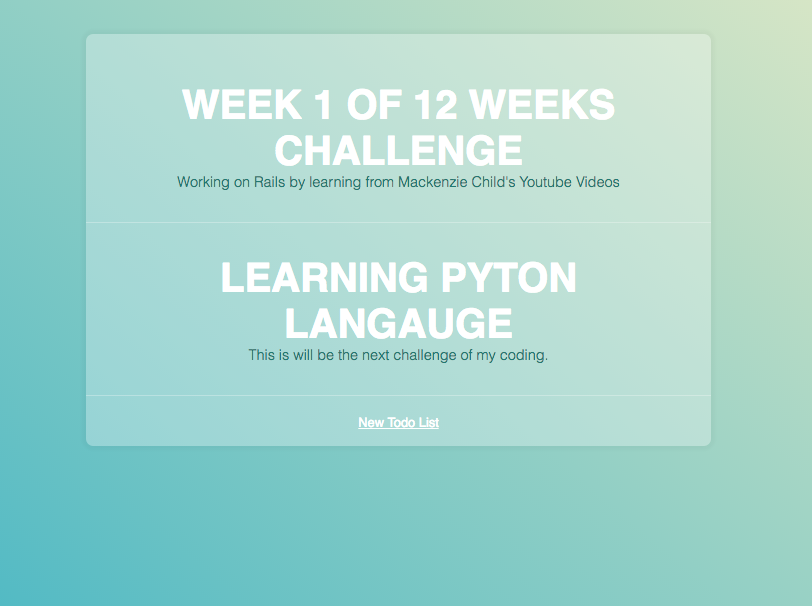 WEEK 1 OF 12 WEEKS
CHALLENGE
Working on Rails by learning from Mackenzie Child's Youtube Videos
LEARNING PYTON
LANGAUGE
This is will be the next challenge of my coding.
New Todo List